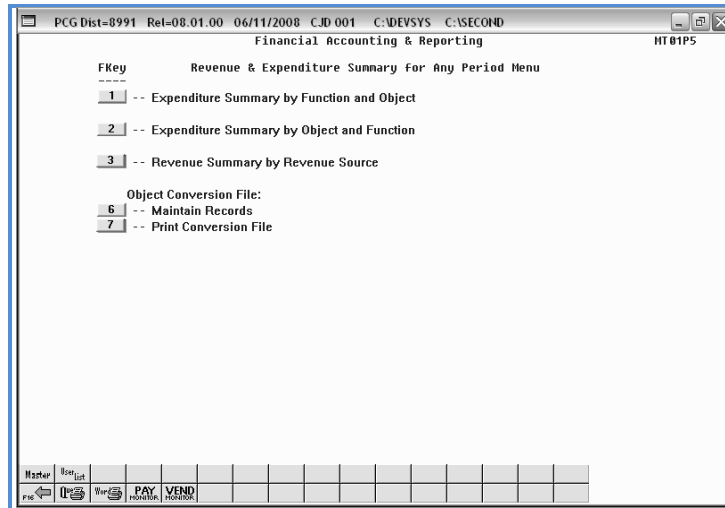 PCG Dist=8991 Rel=08.01.00 06/11/2008 CJD 001 C:\DEVSYS C:\SECOND
Financial Accounting & Reporting MT01P5
FKey Revenue & Expenditure Summary for Any Period Menu
----
1 -- Expenditure Summary by Function and Object
2 -- Expenditure Summary by Object and Function
3 -- Revenue Summary by Revenue Source
Object Conversion File:
6 -- Maintain Records
7 -- Print Conversion File
Master User List
F16 Que Word PAY MONITOR VEND MONITOR